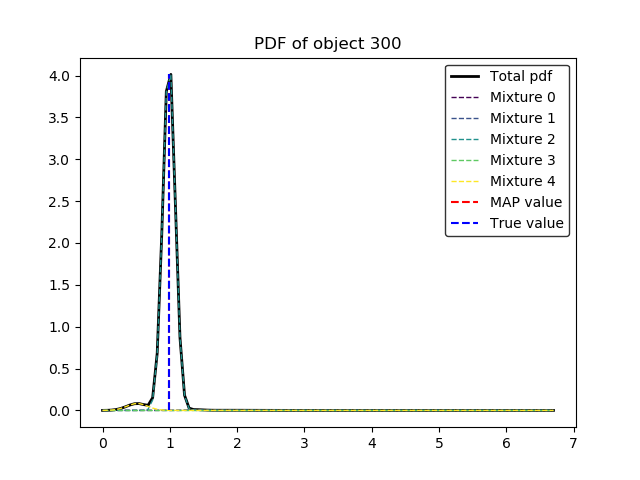 PDF of object 300
4.0
3.5
3.0
2.5
2.0
1.5
1.0
0.5
0.0
0 1 2 3 4 5 6 7
Total pdf
Mixture 0
Mixture 1
Mixture 2
Mixture 3
Mixture 4
MAP value
True value